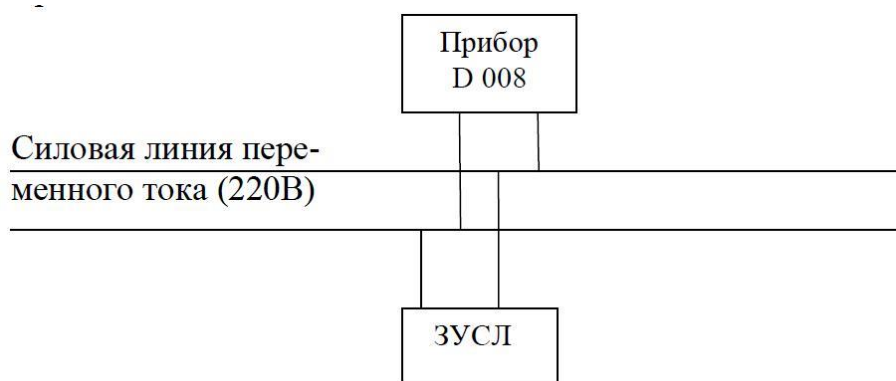 Прибор
D 008
Силовая линия пере-
менного тока (220В)
ЗУСЛ